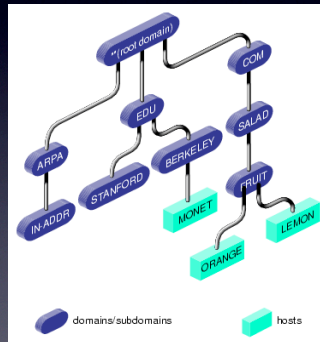 ""(root domain)
COM
EDU
SALAD
ARPA
BERKELEY
STANFORD
FRUIT
IN-ADDR
MONET
LEMON
ORANGE
domains/subdomains
hosts